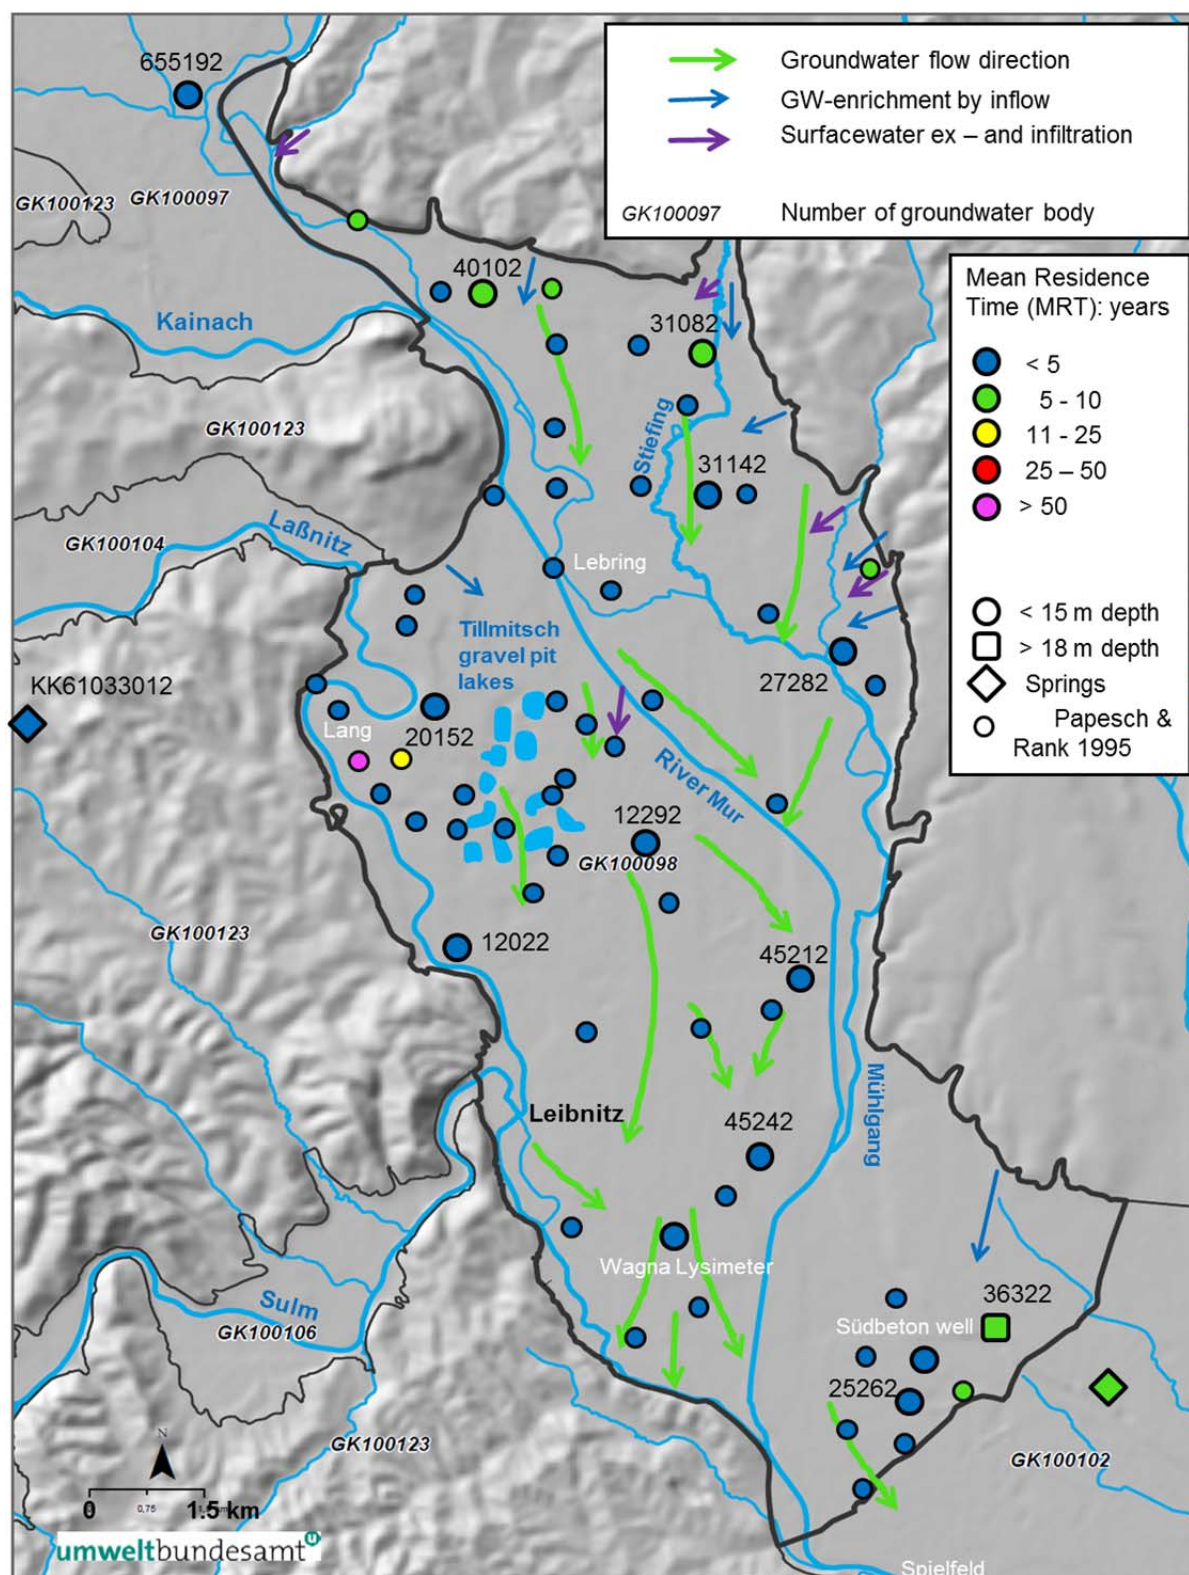 655192
Groundwater flow direction
GW-enrichment by inflow
Surfacewater ex – and infiltration
GK100097 Number of groundwater body
GK100123 GK100097
Mean Residence
Time (MRT): years
< 5
5 - 10
11 - 25
25 – 50
> 50
< 15 m depth
> 18 m depth
Springs
Papesch &
Rank 1995
40102
Kainach
31082
GK100123
Stiefing
31142
Laßnitz
GK100104
Lebring
Tillmitsch
gravel pit
lakes
KK61033012
27282
Lang
20152
River Mur
12292
GK100098
GK100123
12022
45212
Mühlgang
Leibnitz
45242
Wagna Lysimeter
Sulm
GK100106
36322
Südbeton well
25262
GK100123
GK100102
N
0 0,75 1.5 km
umweltbundesamt
Spielfeld